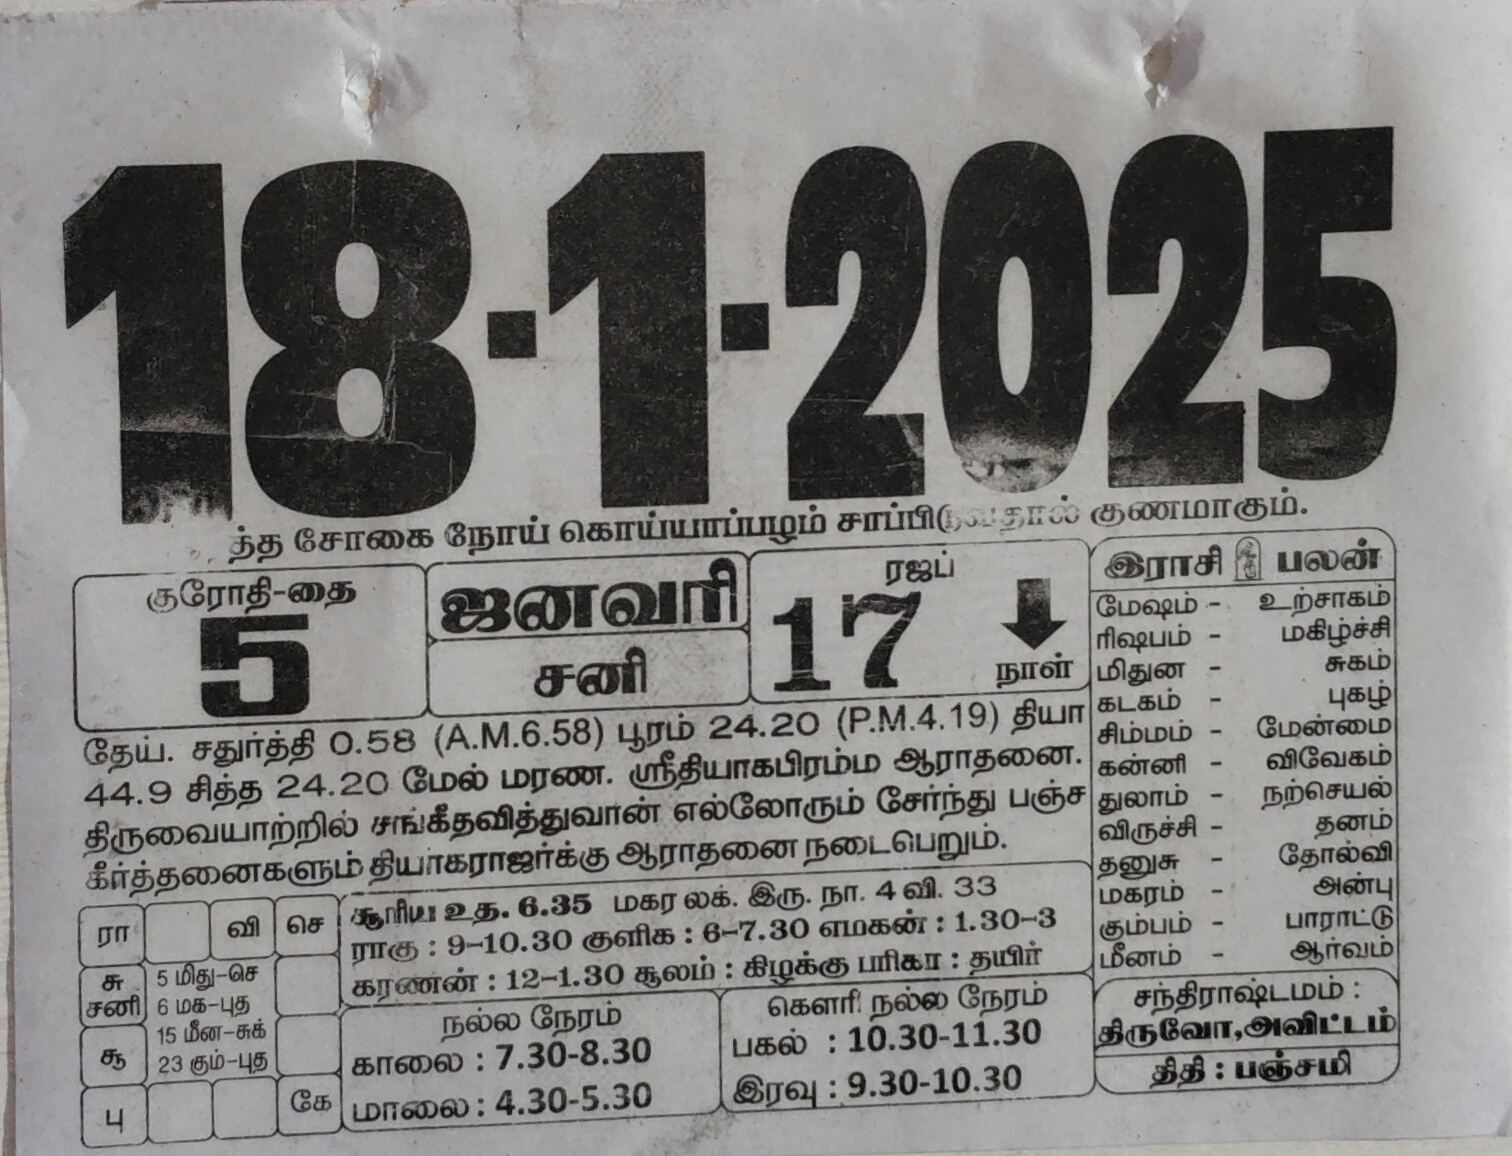 18-1-2025
சோகை நோய் கொய்யாப்பழம் சாப்பிடுவதால் குணமாகும்.
குரோதி-தை
5
ஜனவரி
சனி
ரஜப்
17
நாள்
தேய். சதுர்த்தி 0.58 (A.M.6.58) பூரம் 24.20 (P.M.4.19) தியா
44.9 சித்த 24.20 மேல் மரண. ஸ்ரீதியாகபிரம்ம ஆராதனை.
திருவையாற்றில் சங்கீதவித்துவான் எல்லோரும் சேர்ந்து பஞ்ச
கீர்த்தனைகளும் தியாகராஜர்க்கு ஆராதனை நடைபெறும்.
ரா வி செ
சு சனி
சூ
பு கே
5 மிது-செ
6 மக-புத
15 மீன-சுக்
23 கும்-புத
சூரிய உத. 6.35 மகர லக். இரு. நா. 4 வி. 33
ராகு : 9-10.30 குளிக : 6-7.30 எமகன் : 1.30-3
கரணன் : 12-1.30 சூலம் : கிழக்கு பரிகா : தயிர்
நல்ல நேரம்
காலை : 7.30-8.30
மாலை : 4.30-5.30
கௌரி நல்ல நேரம்
பகல் : 10.30-11.30
இரவு : 9.30-10.30
இராசி பலன்
மேஷம் - உற்சாகம்
ரிஷபம் - மகிழ்ச்சி
மிதுன - சுகம்
கடகம் - புகழ்
சிம்மம் - மேன்மை
கன்னி - விவேகம்
துலாம் - நற்செயல்
விருச்சி - தனம்
தனுசு - தோல்வி
மகரம் - அன்பு
கும்பம் - பாராட்டு
மீனம் - ஆர்வம்
சந்திராஷ்டமம் :
திருவோ,அவிட்டம்
திதி : பஞ்சமி